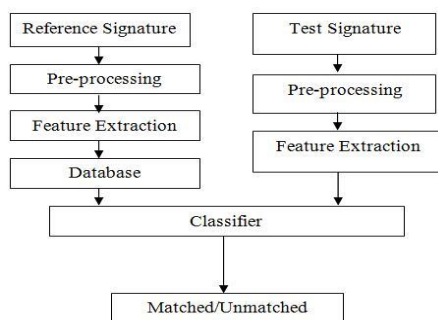 Reference Signature
Pre-processing
Feature Extraction
Database
Test Signature
Pre-processing
Feature Extraction
Classifier
Matched/Unmatched